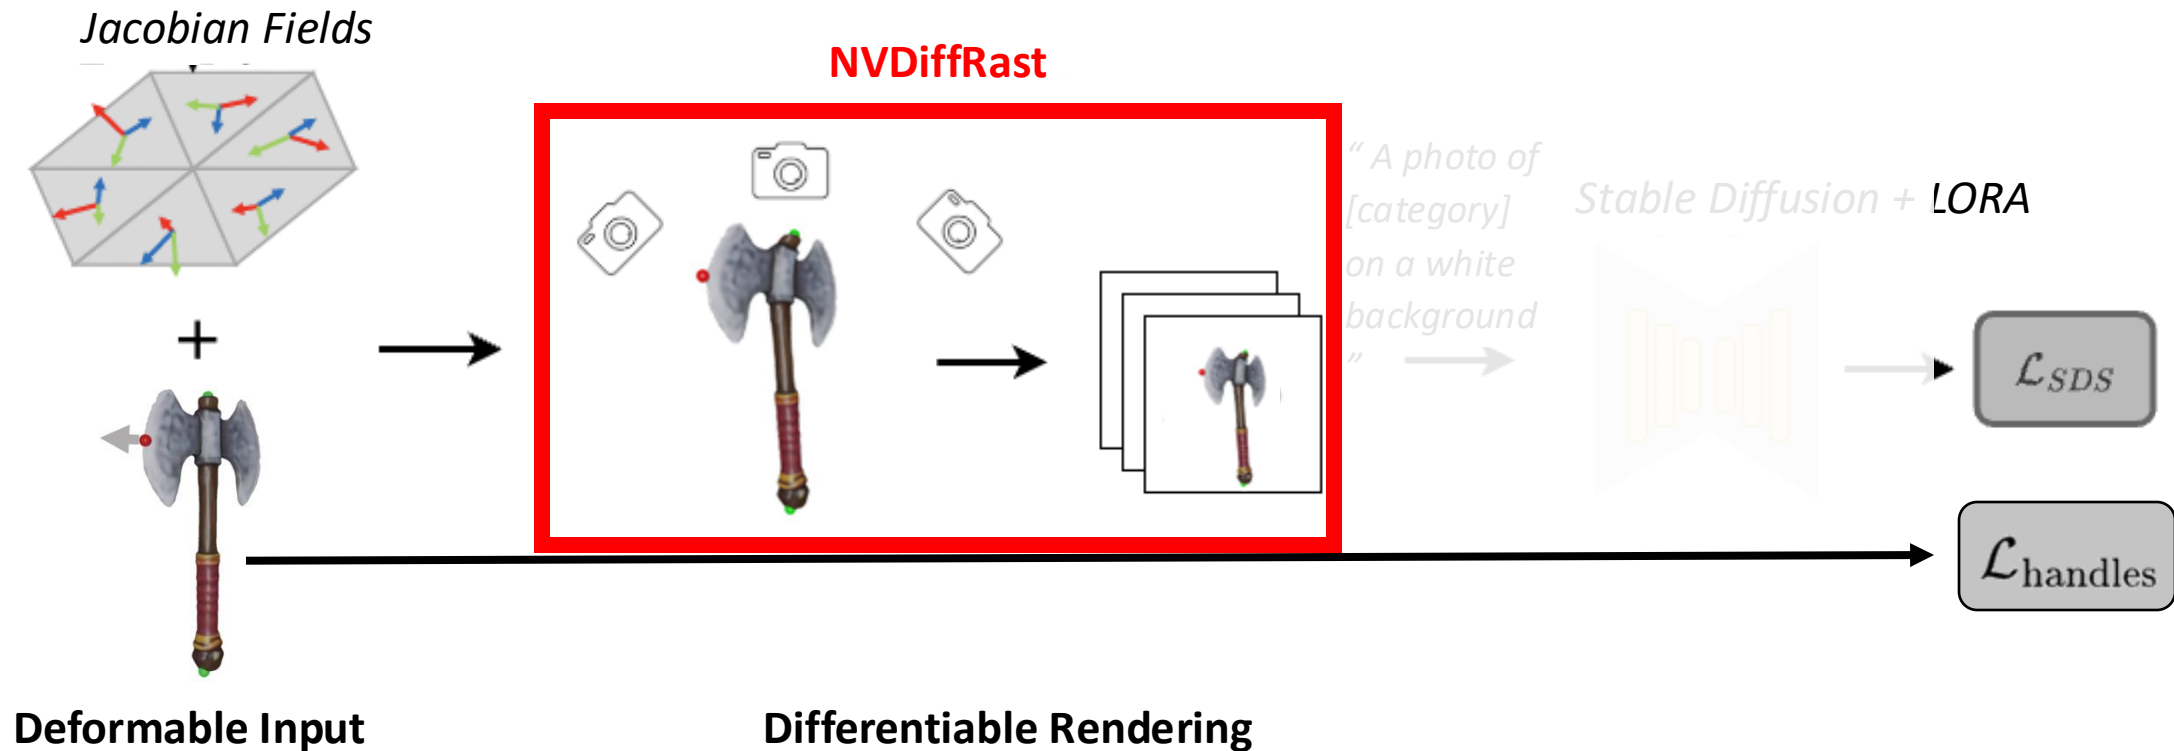 Jacobian Fields
NVDiffRast
“ A photo of
[category]
on a white
background
”
Stable Diffusion + LORA
+
ℒSDS
ℒhandles
Deformable Input
Differentiable Rendering